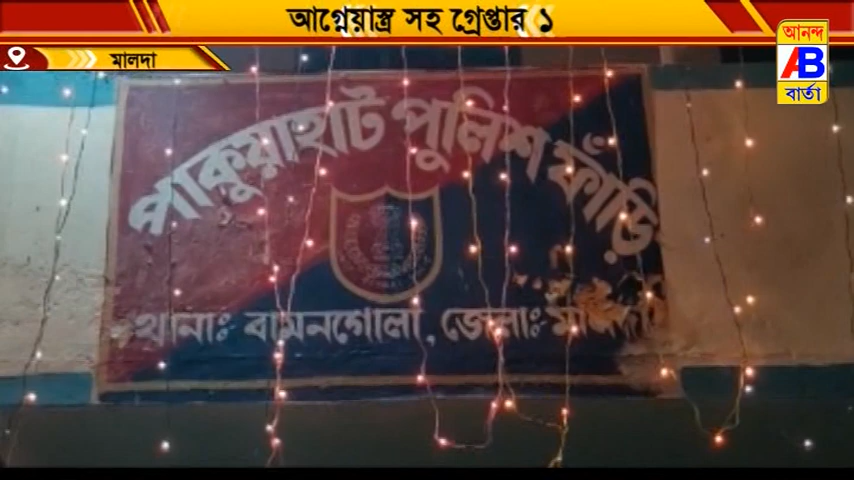 আগ্নেয়াস্ত্র সহ গ্রেপ্তার ১
মালদা
আনন্দ
AB
বার্তা
পাকুয়াহাট পুলিশ ফাঁড়ি
থানাঃ বামনগোলা, জেলাঃ মালদা